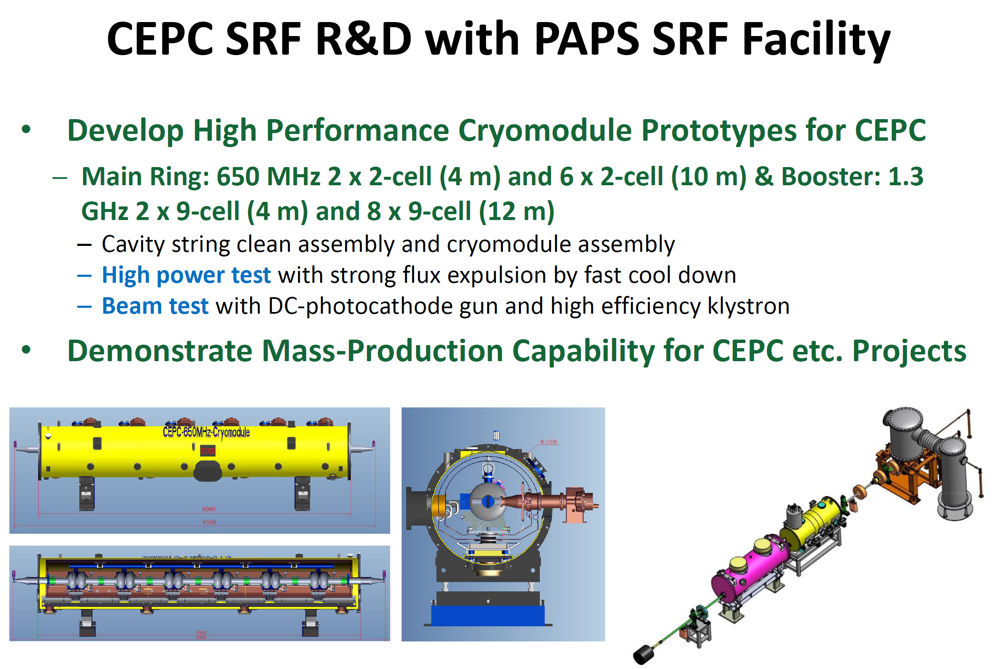 CEPC SRF R&D with PAPS SRF Facility
• Develop High Performance Cryomodule Prototypes for CEPC
– Main Ring: 650 MHz 2 x 2-cell (4 m) and 6 x 2-cell (10 m) & Booster: 1.3
GHz 2 x 9-cell (4 m) and 8 x 9-cell (12 m)
– Cavity string clean assembly and cryomodule assembly
– High power test with strong flux expulsion by fast cool down
– Beam test with DC-photocathode gun and high efficiency klystron
• Demonstrate Mass-Production Capability for CEPC etc. Projects
CEPC-650MHz-Cryomodule
8000
9500
ϕ1300
CEPC-650MHz-Cryomodule
8000
9500